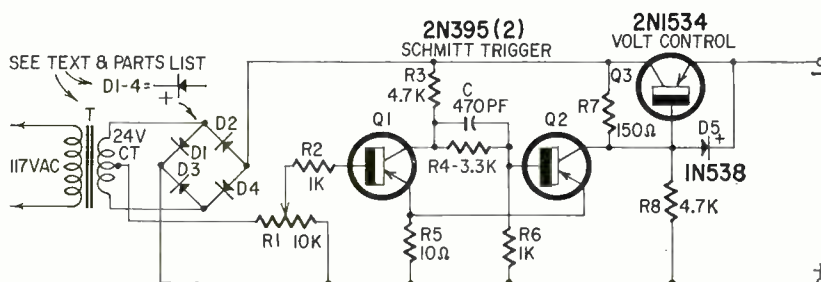 2N395(2)
SCHMITT TRIGGER
2N1534
VOLT CONTROL
SEE TEXT & PARTS LIST
D1-4=
+
T
24V
CT
117VAC
D1
D2
D3
D4
R1 10K
R2
1K
R3
4.7K
C
470PF
Q1
R4-3.3K
Q2
R5
10Ω
R6
1K
R7
150Ω
Q3
D5
+
1N538
R8
4.7K
-
+